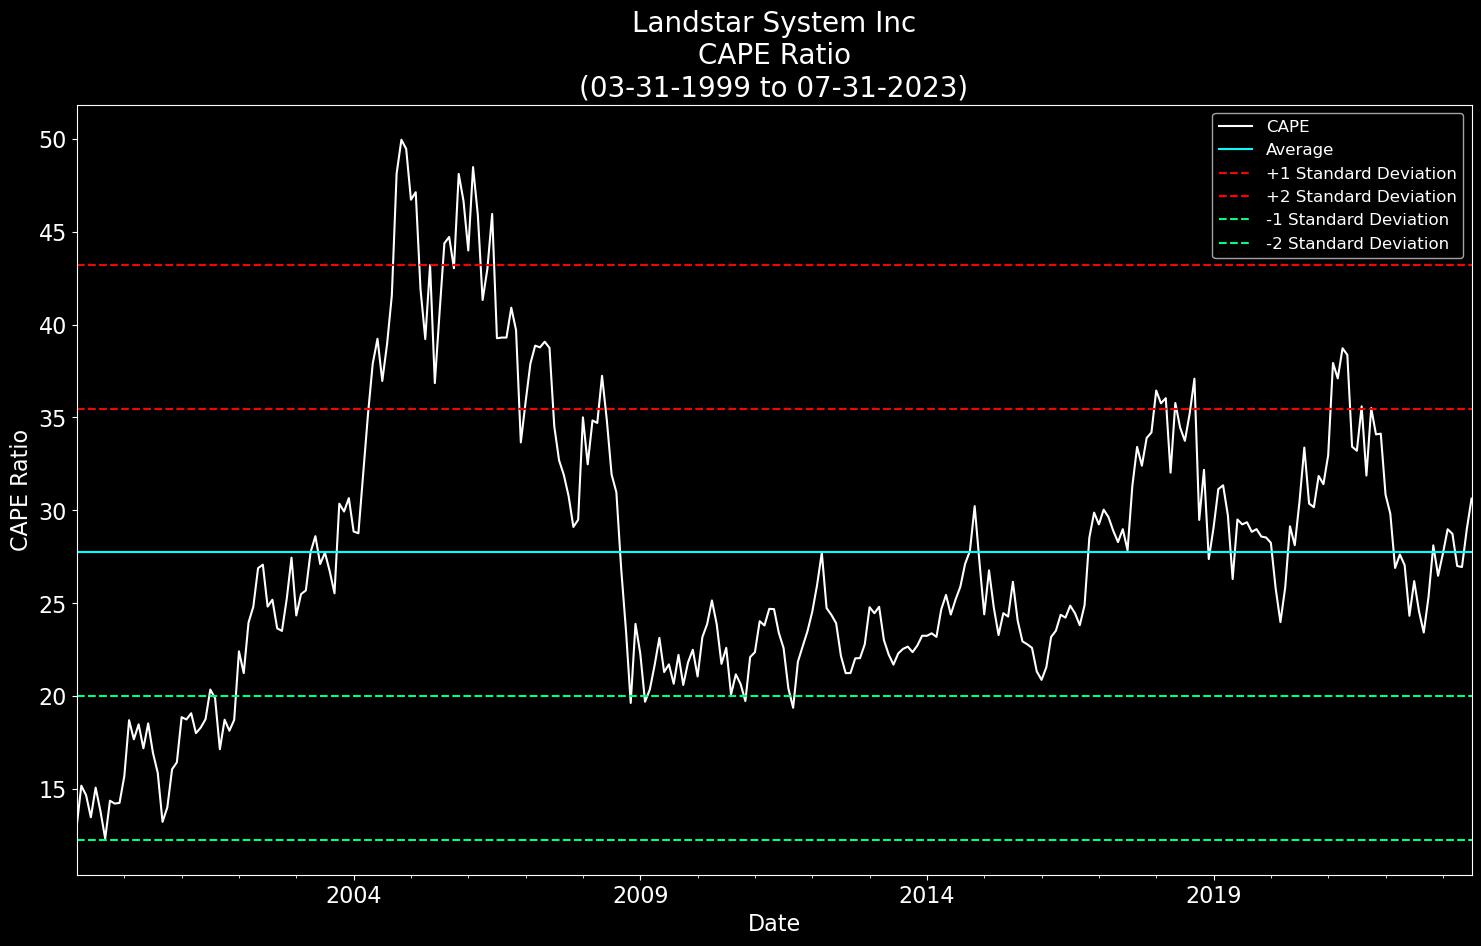 Landstar System Inc
CAPE Ratio
(03-31-1999 to 07-31-2023)
CAPE
Average
+1 Standard Deviation
+2 Standard Deviation
-1 Standard Deviation
-2 Standard Deviation
CAPE Ratio
50
45
40
35
30
25
20
15
2004 2009 2014 2019
Date